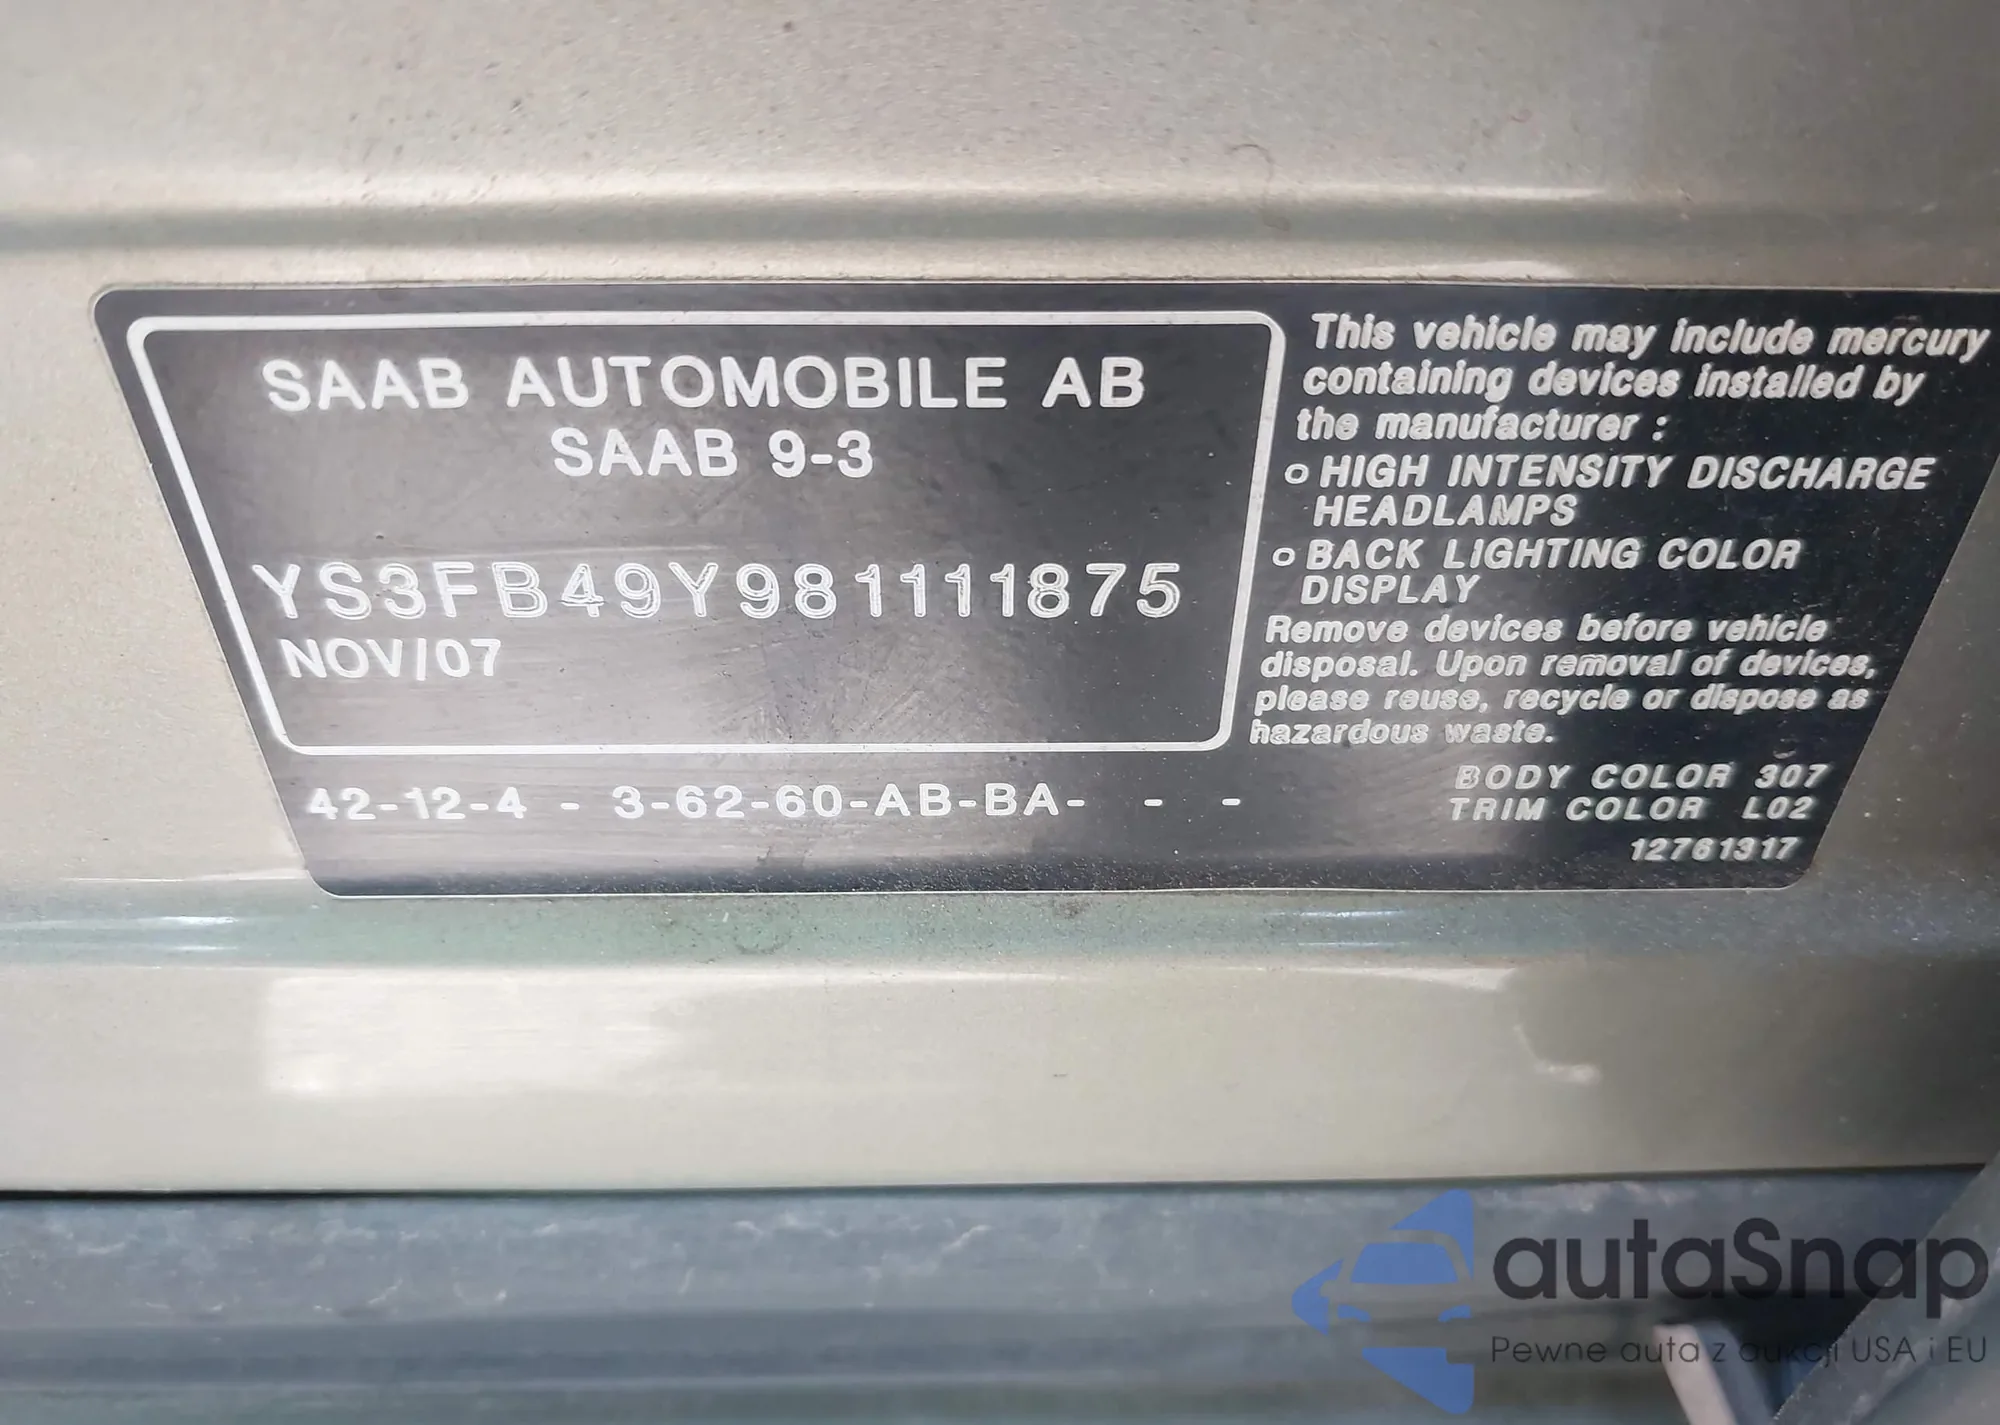 SAAB AUTOMOBILE AB
SAAB 9-3
YS3FB49Y981111875
NOV/07
42-12-4 - 3-62-60-AB-BA- - -
This vehicle may include mercury
containing devices installed by
the manufacturer :
o HIGH INTENSITY DISCHARGE
HEADLAMPS
o BACK LIGHTING COLOR
DISPLAY
Remove devices before vehicle
disposal. Upon removal of devices,
please reuse, recycle or dispose as
hazardous waste.
BODY COLOR 307
TRIM COLOR L02
12761317
autaSnap
Pewne auta z aukcji USA i EU